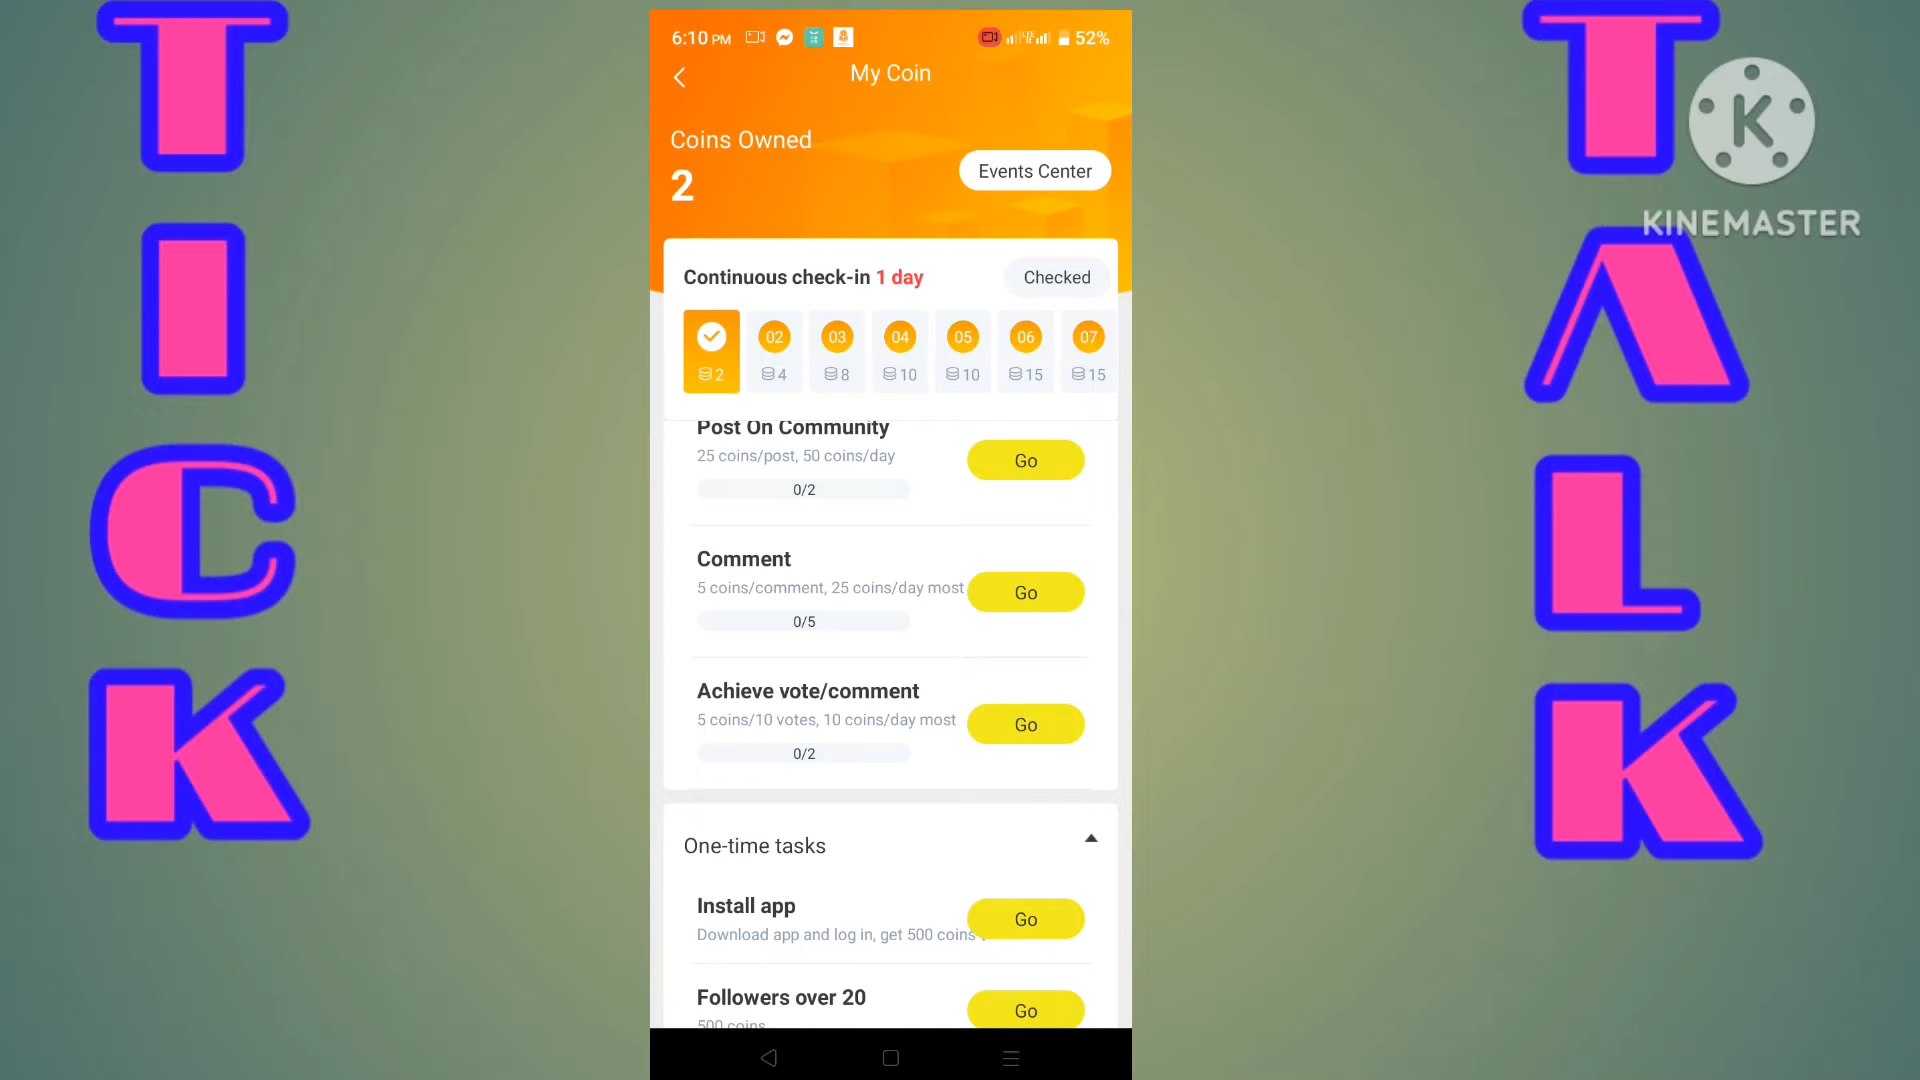 TICK
TALK
KINEMASTER
6:10 PM
52%
My Coin
Coins Owned
2
Events Center
Continuous check-in 1 day
Checked
02 03 04 05 06 07
2 4 8 10 10 15 15
Post On Community
25 coins/post, 50 coins/day
Go
0/2
Comment
5 coins/comment, 25 coins/day most
Go
0/5
Achieve vote/comment
5 coins/10 votes, 10 coins/day most
Go
0/2
One-time tasks
Install app
Download app and log in, get 500 coins
Go
Followers over 20
500 coins
Go